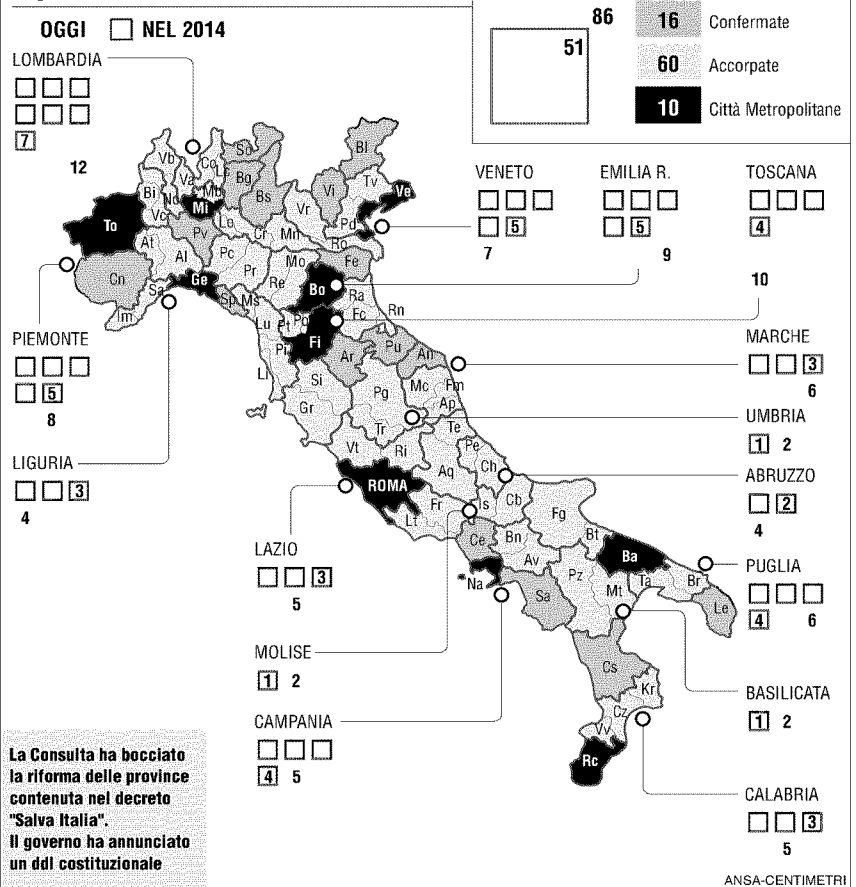 OGGI NEL 2014
86
51
16 Confermate
60 Accorpate
10 Città Metropolitane
LOMBARDIA
7
12
VENETO
5
7
EMILIA R.
5
9
TOSCANA
4
10
PIEMONTE
5
8
LIGURIA
3
4
MARCHE
3
6
UMBRIA
1 2
ABRUZZO
2
4
LAZIO
3
5
PUGLIA
4 6
MOLISE
1 2
BASILICATA
1 2
CAMPANIA
4 5
CALABRIA
3
5
Vb
Va
Co
Lc
So
Bg
Bs
Bl
Tv
Ve
Vi
Vr
Pd
Ro
Bi
No
Vc
Mi
Mb
Lo
Cr
Mn
Pv
To
At
Al
Cn
Pc
Pr
Re
Mo
Fe
Bo
Ra
Fc
Rn
Ge
Sa
Im
Sp
Ms
Lu
Pt
Po
Fi
Pi
Li
Ar
Si
Gr
Pu
An
Mc
Fm
Ap
Pg
Tr
Te
Pe
Ch
Aq
Vt
Ri
ROMA
Fr
Lt
Is
Cb
Fg
Ce
Bn
Av
Na
Sa
Bt
Ba
Pz
Mt
Ta
Br
Le
Cs
Kr
Cz
Vv
Rc
La Consulta ha bocciato
la riforma delle province
contenuta nel decreto
"Salva Italia".
Il governo ha annunciato
un ddl costituzionale
ANSA-CENTIMETRI